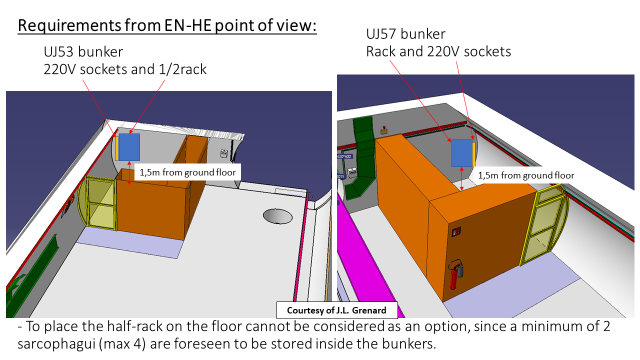 Requirements from EN-HE point of view:
UJ53 bunker
220V sockets and 1/2rack
UJ57 bunker
Rack and 220V sockets
1,5m from ground floor
1,5m from ground floor
Courtesy of J.L. Grenard
- To place the half-rack on the floor cannot be considered as an option, since a minimum of 2
sarcophagui (max 4) are foreseen to be stored inside the bunkers.